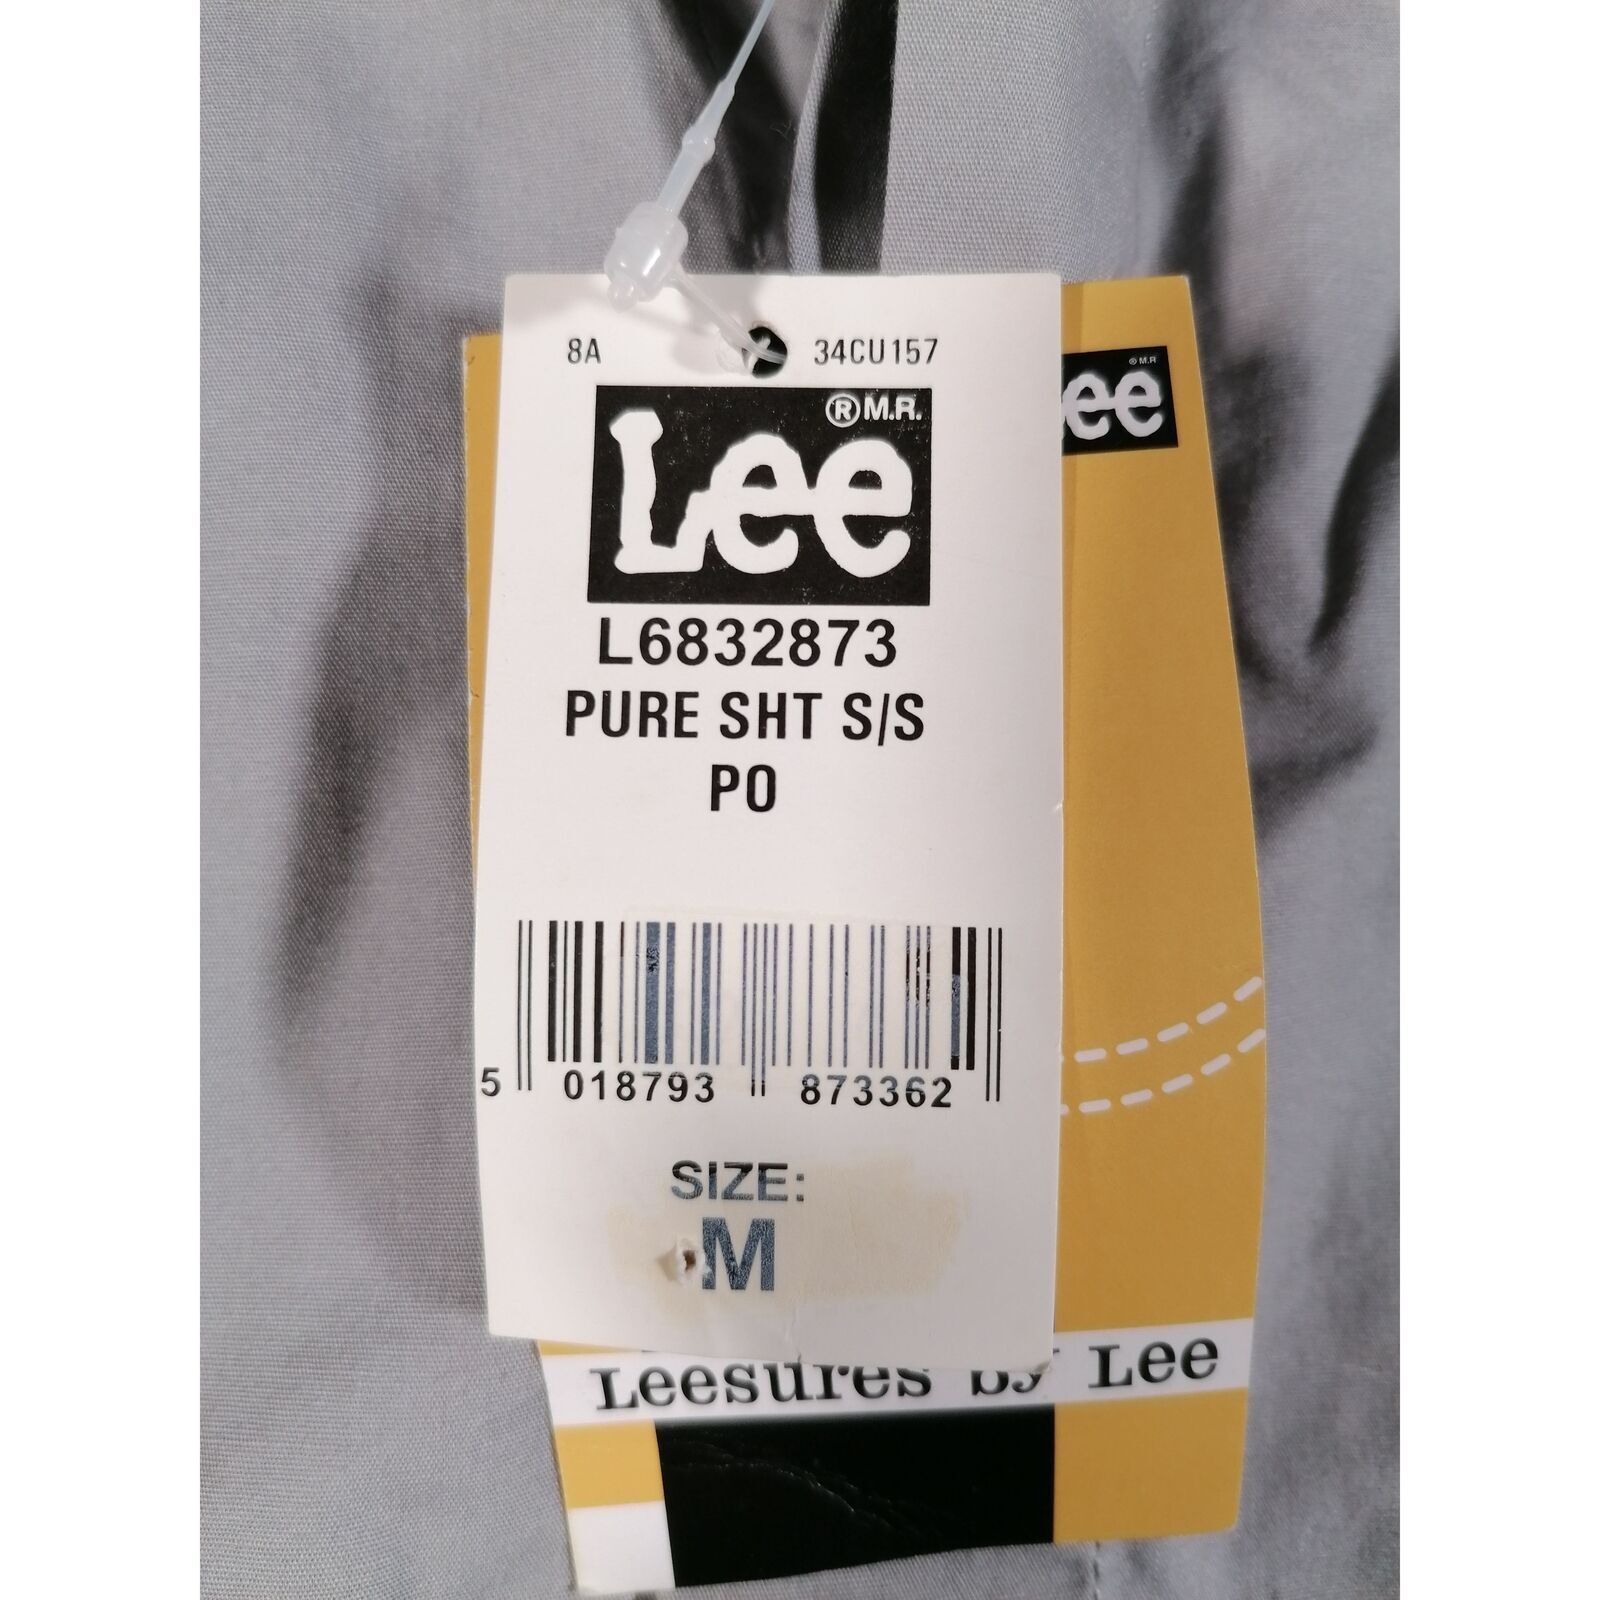 8A 34CU157
® M.R.
Lee
L6832873
PURE SHT S/S
PO
5 018793 873362
SIZE:
M
® M.R
ee
Leesures by Lee